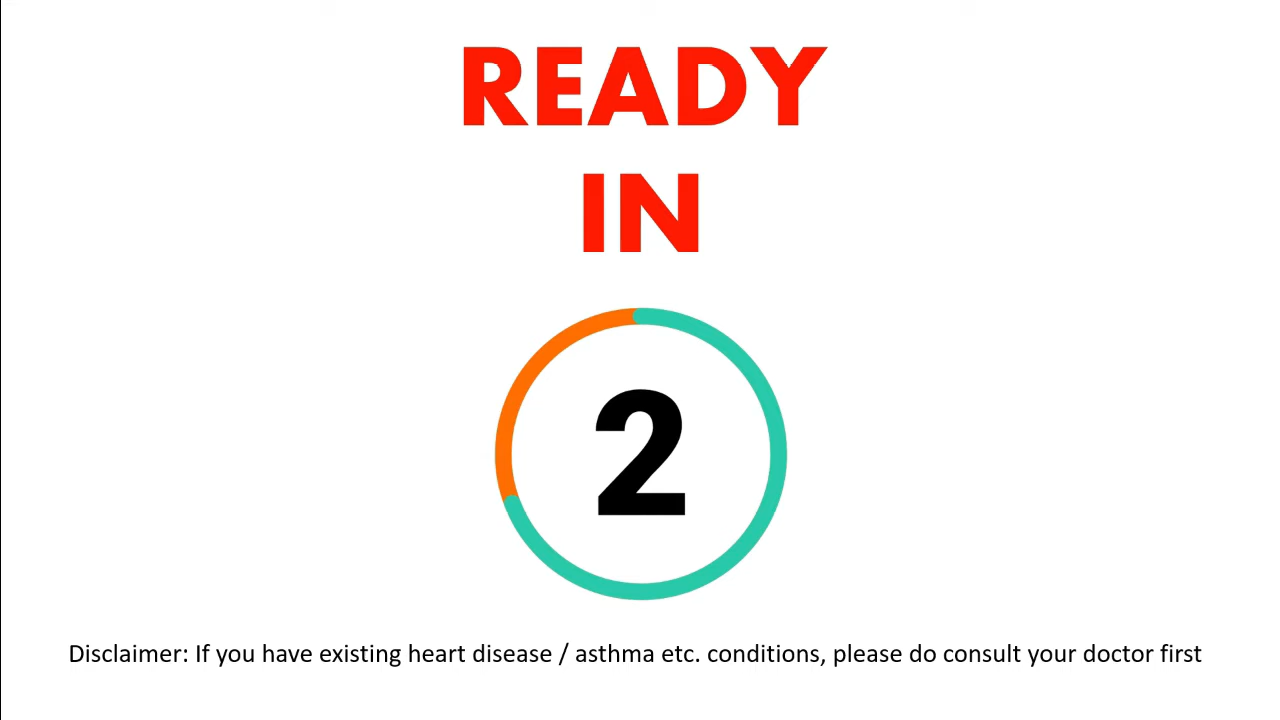 READY
IN
2
Disclaimer: If you have existing heart disease / asthma etc. conditions, please do consult your doctor first